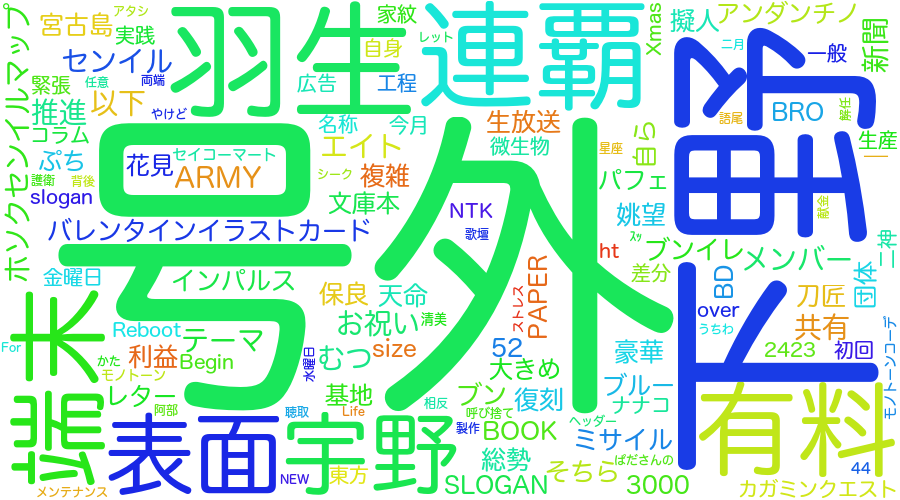 アタシ
宮古島
実践
センイル
緊張
任意
両端
推進
以下
コラム
やけど
ぷち
花見
セイコーマート
護衛
背後
ARMY
slogan
ホソクセンイルマップ
バレンタインイラストカード
金曜日
インパルス
羽生
家紋
自身
レット
広告
工程
名称
今月
エイト
複雑
文庫本
連覇
生放送
微生物
Xmas
擬人
アンダンチノ
二月
一般
新聞
BRO
語尾
解任
生産
自ら
星座
シーク
パフェ
献金
一
NTK
歌壇
姚望
ht
ｽｯ
ブンイレ
メンバー
差分
二神
団体
BD
刀匠
over
共有
うちわ
2423
初回
モノトーンコーデ
号外
保良
天命
ストレス
PAPER
お祝い
清美
Reboot
テーマ
For
かた
利益
Begin
水曜日
むつ
size
52
大きめ
豪華
モノトーン
レター
基地
ブン
復刻
ブルー
ナナコ
端末
阿部
表面
聴取
Life
宇野
相反
呼び捨て
製作
BOOK
ヘッダー
ミサイル
有料
総勢
ぱださんの
NEW
東方
SLOGAN
そちら
3000
44
メンテナンス
カガミンクエスト